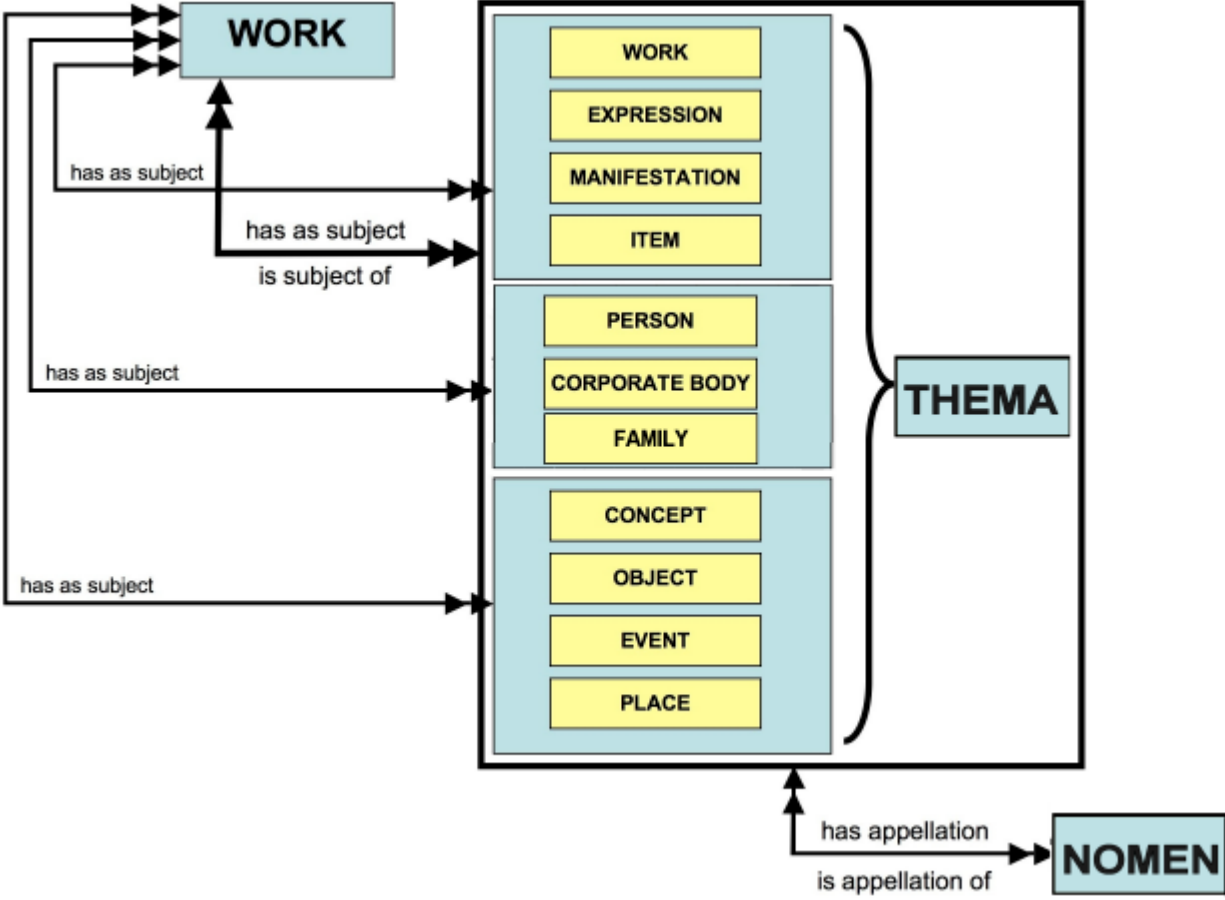 WORK
WORK
EXPRESSION
MANIFESTATION
has as subject
has as subject
ITEM
is subject of
PERSON
has as subject
CORPORATE BODY
THEMA
FAMILY
CONCEPT
has as subject
OBJECT
EVENT
PLACE
has appellation
NOMEN
is appellation of